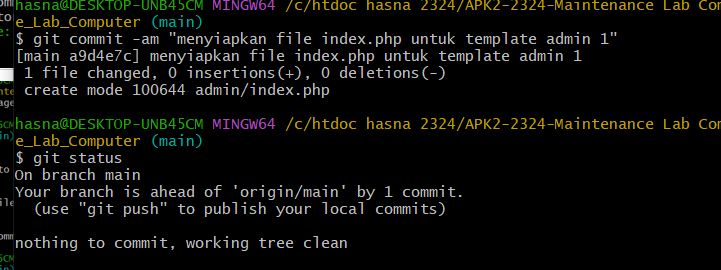 hasna@DESKTOP-UNB45CM MINGW64 /c/htdoc hasna 2324/APK2-2324-Maintenance Lab Com
e_Lab_Computer (main)
$ git commit -am "menyiapkan file index.php untuk template admin 1"
[main a9d4e7c] menyiapkan file index.php untuk template admin 1
 1 file changed, 0 insertions(+), 0 deletions(-)
 create mode 100644 admin/index.php
hasna@DESKTOP-UNB45CM MINGW64 /c/htdoc hasna 2324/APK2-2324-Maintenance Lab Com
e_Lab_Computer (main)
$ git status
On branch main
Your branch is ahead of 'origin/main' by 1 commit.
  (use "git push" to publish your local commits)
nothing to commit, working tree clean